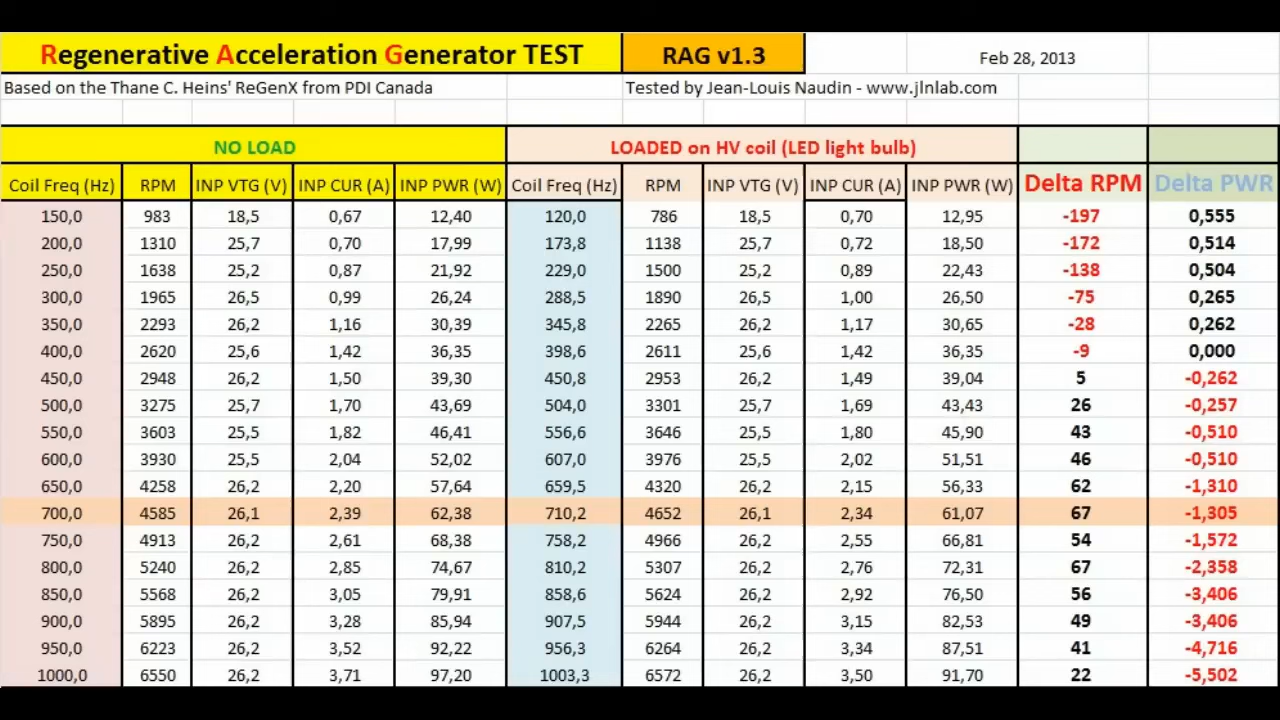 Regenerative Acceleration Generator TEST RAG v1.3 Feb 28, 2013
Based on the Thane C. Heins' ReGenX from PDI Canada Tested by Jean-Louis Naudin - www.jlnlab.com
NO LOAD LOADED on HV coil (LED light bulb)
Coil Freq (Hz) RPM INP VTG (V) INP CUR (A) INP PWR (W) Coil Freq (Hz) RPM INP VTG (V) INP CUR (A) INP PWR (W) Delta RPM Delta PWR
150,0 983 18,5 0,67 12,40 120,0 786 18,5 0,70 12,95 -197 0,555
200,0 1310 25,7 0,70 17,99 173,8 1138 25,7 0,72 18,50 -172 0,514
250,0 1638 25,2 0,87 21,92 229,0 1500 25,2 0,89 22,43 -138 0,504
300,0 1965 26,5 0,99 26,24 288,5 1890 26,5 1,00 26,50 -75 0,265
350,0 2293 26,2 1,16 30,39 345,8 2265 26,2 1,17 30,65 -28 0,262
400,0 2620 25,6 1,42 36,35 398,6 2611 25,6 1,42 36,35 -9 0,000
450,0 2948 26,2 1,50 39,30 450,8 2953 26,2 1,49 39,04 5 -0,262
500,0 3275 25,7 1,70 43,69 504,0 3301 25,7 1,69 43,43 26 -0,257
550,0 3603 25,5 1,82 46,41 556,6 3646 25,5 1,80 45,90 43 -0,510
600,0 3930 25,5 2,04 52,02 607,0 3976 25,5 2,02 51,51 46 -0,510
650,0 4258 26,2 2,20 57,64 659,5 4320 26,2 2,15 56,33 62 -1,310
700,0 4585 26,1 2,39 62,38 710,2 4652 26,1 2,34 61,07 67 -1,305
750,0 4913 26,2 2,61 68,38 758,2 4966 26,2 2,55 66,81 54 -1,572
800,0 5240 26,2 2,85 74,67 810,2 5307 26,2 2,76 72,31 67 -2,358
850,0 5568 26,2 3,05 79,91 858,6 5624 26,2 2,92 76,50 56 -3,406
900,0 5895 26,2 3,28 85,94 907,5 5944 26,2 3,15 82,53 49 -3,406
950,0 6223 26,2 3,52 92,22 956,3 6264 26,2 3,34 87,51 41 -4,716
1000,0 6550 26,2 3,71 97,20 1003,3 6572 26,2 3,50 91,70 22 -5,502